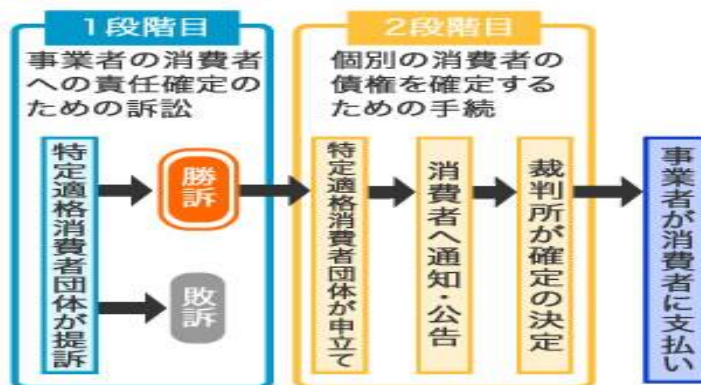 1段階目
事業者の消費者
への責任確定の
ための訴訟
特定適格消費者団体が提訴
勝訴
敗訴
2段階目
個別の消費者の
債権を確定する
ための手続
特定適格消費者団体が申立て
消費者へ通知・公告
裁判所が確定の決定
事業者が消費者に支払い